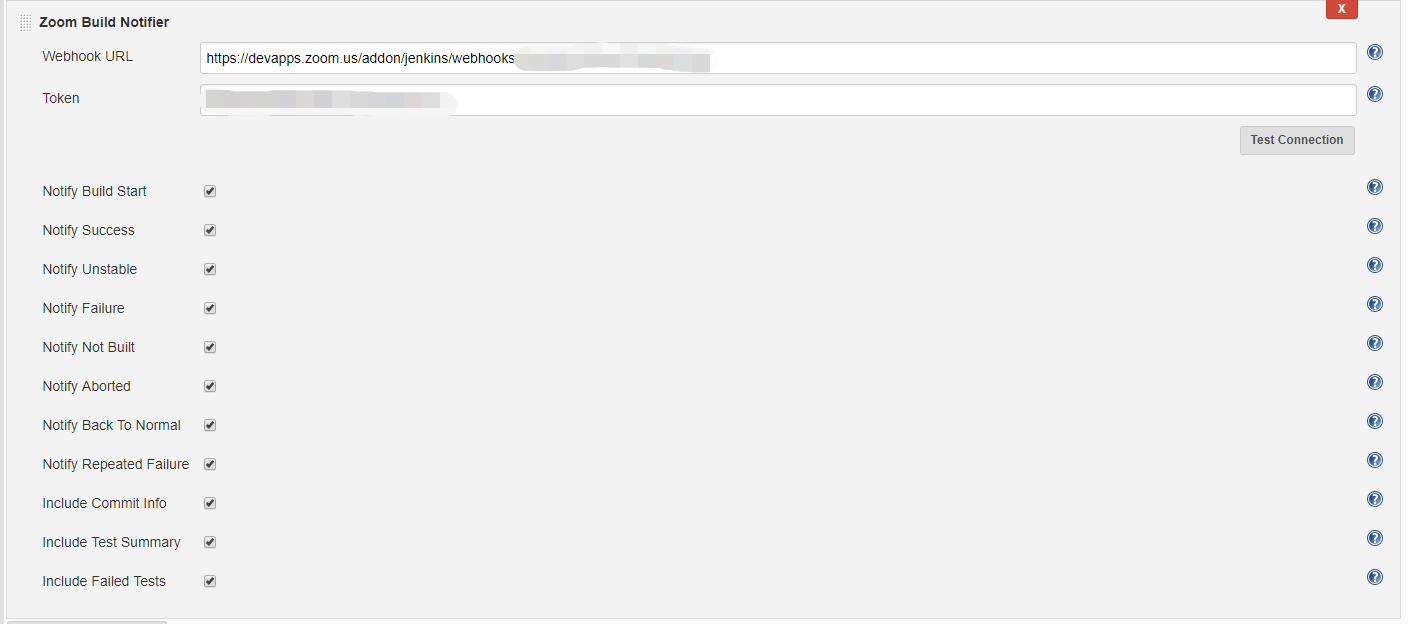 Zoom Build Notifier
X
Webhook URL
https://devapps.zoom.us/addon/jenkins/webhooks
?
Token
?
Test Connection
Notify Build Start
?
Notify Success
?
Notify Unstable
?
Notify Failure
?
Notify Not Built
?
Notify Aborted
?
Notify Back To Normal
?
Notify Repeated Failure
?
Include Commit Info
?
Include Test Summary
?
Include Failed Tests
?